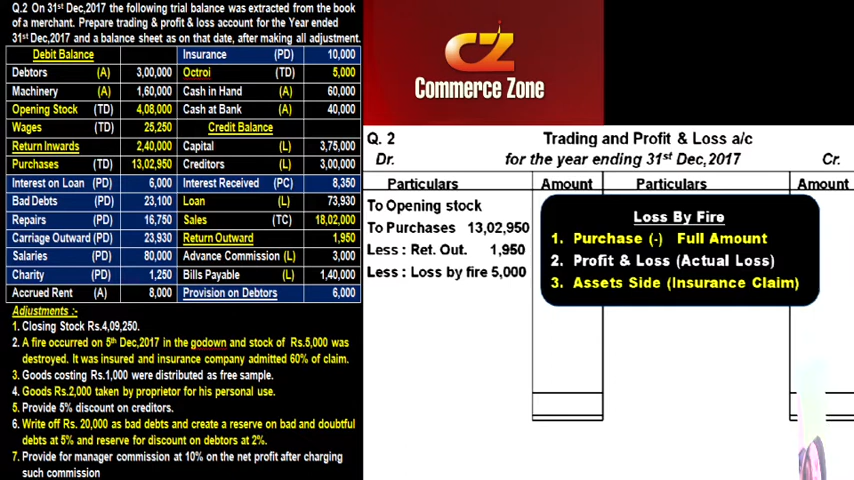 Q.2 On 31st Dec,2017 the following trial balance was extracted from the book
of a merchant. Prepare trading & profit & loss account for the Year ended
31st Dec,2017 and a balance sheet as on that date, after making all adjustment.
Debit Balance Insurance (PD) 10,000
Debtors (A) 3,00,000 Octroi (TD) 5,000
Machinery (A) 1,60,000 Cash in Hand (A) 60,000
Opening Stock (TD) 4,08,000 Cash at Bank (A) 40,000
Wages (TD) 25,250 Credit Balance
Return Inwards 2,40,000 Capital (L) 3,75,000
Purchases (TD) 13,02,950 Creditors (L) 3,00,000
Interest on Loan (PD) 6,000 Interest Received (PC) 8,350
Bad Debts (PD) 23,100 Loan (L) 73,930
Repairs (PD) 16,750 Sales (TC) 18,02,000
Carriage Outward (PD) 23,930 Return Outward 1,950
Salaries (PD) 80,000 Advance Commission (L) 3,000
Charity (PD) 1,250 Bills Payable (L) 1,40,000
Accrued Rent (A) 8,000 Provision on Debtors 6,000
Adjustments :-
1. Closing Stock Rs.4,09,250.
2. A fire occurred on 5th Dec,2017 in the godown and stock of Rs.5,000 was
destroyed. It was insured and insurance company admitted 60% of claim.
3. Goods costing Rs.1,000 were distributed as free sample.
4. Goods Rs.2,000 taken by proprietor for his personal use.
5. Provide 5% discount on creditors.
6. Write off Rs. 20,000 as bad debts and create a reserve on bad and doubtful
debts at 5% and reserve for discount on debtors at 2%.
7. Provide for manager commission at 10% on the net profit after charging
such commission
CZ
Commerce Zone
Q. 2 Trading and Profit & Loss a/c
Dr. for the year ending 31st Dec,2017 Cr.
Particulars Amount Particulars Amount
To Opening stock
To Purchases 13,02,950
Less : Ret. Out. 1,950
Less : Loss by fire 5,000
Loss By Fire
1. Purchase (-) Full Amount
2. Profit & Loss (Actual Loss)
3. Assets Side (Insurance Claim)